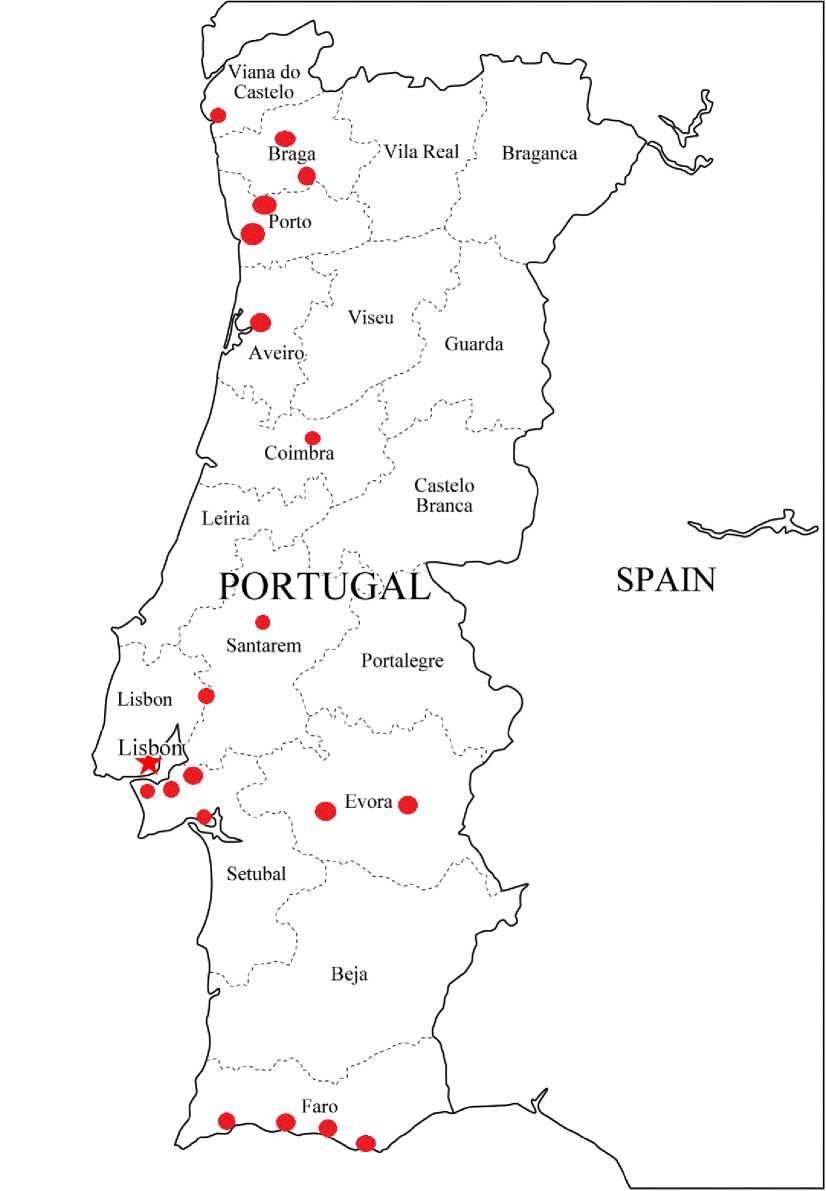 Viana do
Castelo
Braga
Vila Real
Braganca
Porto
Viseu
Guarda
Aveiro
Coimbra
Castelo
Branca
Leiria
PORTUGAL
SPAIN
Santarem
Portalegre
Lisbon
Lisbon
Evora
Setubal
Beja
Faro